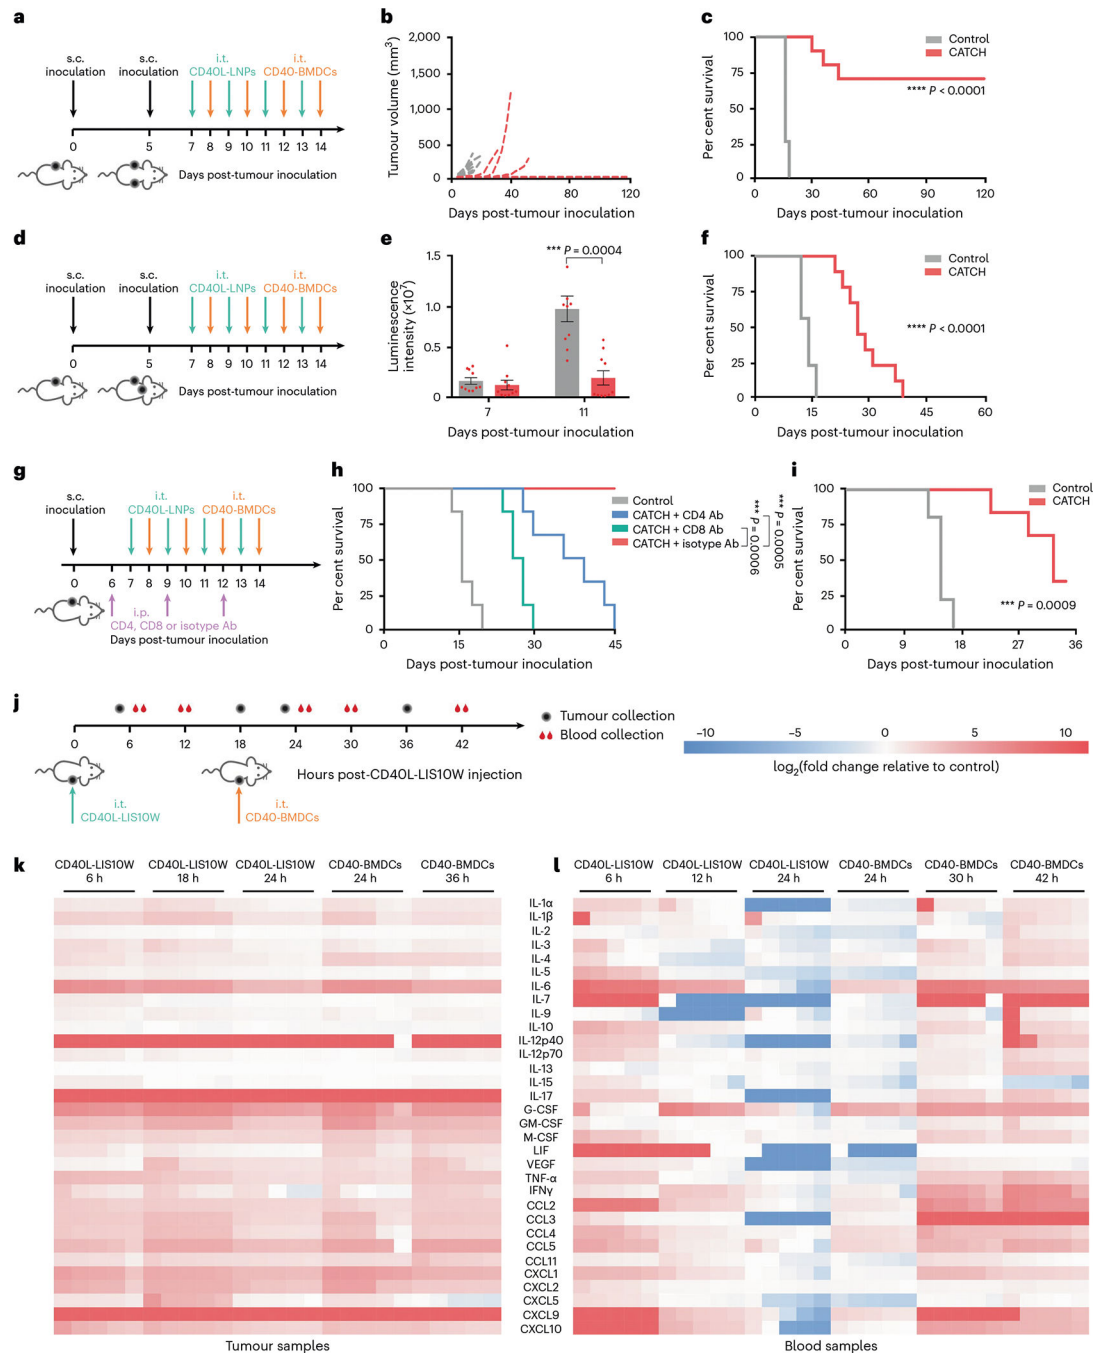 a
s.c.
inoculation
s.c.
inoculation
i.t.
CD40L-LNPs
i.t.
CD40-BMDCs
0 5 7 8 9 10 11 12 13 14
Days post-tumour inoculation
b
Tumour volume (mm3)
2,000
1,500
1,000
500
0
0 40 80 120
Days post-tumour inoculation
c
Per cent survival
100
75
50
25
0
0 30 60 90 120
Days post-tumour inoculation
Control
CATCH
**** P < 0.0001
d
s.c.
inoculation
s.c.
inoculation
i.t.
CD40L-LNPs
i.t.
CD40-BMDCs
0 5 7 8 9 10 11 12 13 14
Days post-tumour inoculation
e
Luminescence
intensity (×10⁷)
1.5
1.0
0.5
0
*** P = 0.0004
7 11
Days post-tumour inoculation
f
Per cent survival
100
75
50
25
0
0 15 30 45 60
Days post-tumour inoculation
Control
CATCH
**** P < 0.0001
g
s.c.
inoculation
i.t.
CD40L-LNPs
i.t.
CD40-BMDCs
0 6 7 8 9 10 11 12 13 14
i.p.
CD4, CD8 or isotype Ab
Days post-tumour inoculation
h
Per cent survival
100
75
50
25
0
0 15 30 45
Days post-tumour inoculation
Control
CATCH + CD4 Ab
CATCH + CD8 Ab
CATCH + isotype Ab
*** P = 0.0006
*** P = 0.0005
i
Per cent survival
100
75
50
25
0
0 9 18 27 36
Days post-tumour inoculation
Control
CATCH
*** P = 0.0009
j
0 6 12 18 24 30 36 42
Hours post-CD40L-LIS10W injection
i.t.
CD40L-LIS10W
i.t.
CD40-BMDCs
Tumour collection
Blood collection
−10 −5 0 5 10
log2(fold change relative to control)
k
CD40L-LIS10W CD40L-LIS10W CD40L-LIS10W CD40-BMDCs CD40-BMDCs
6 h 18 h 24 h 24 h 36 h
l
CD40L-LIS10W CD40L-LIS10W CD40L-LIS10W CD40-BMDCs CD40-BMDCs CD40-BMDCs
6 h 12 h 24 h 24 h 30 h 42 h
IL-1α
IL-1β
IL-2
IL-3
IL-4
IL-5
IL-6
IL-7
IL-9
IL-10
IL-12p40
IL-12p70
IL-13
IL-15
IL-17
G-CSF
GM-CSF
M-CSF
LIF
VEGF
TNF-α
IFNγ
CCL2
CCL3
CCL4
CCL5
CCL11
CXCL1
CXCL2
CXCL5
CXCL9
CXCL10
Tumour samples
Blood samples